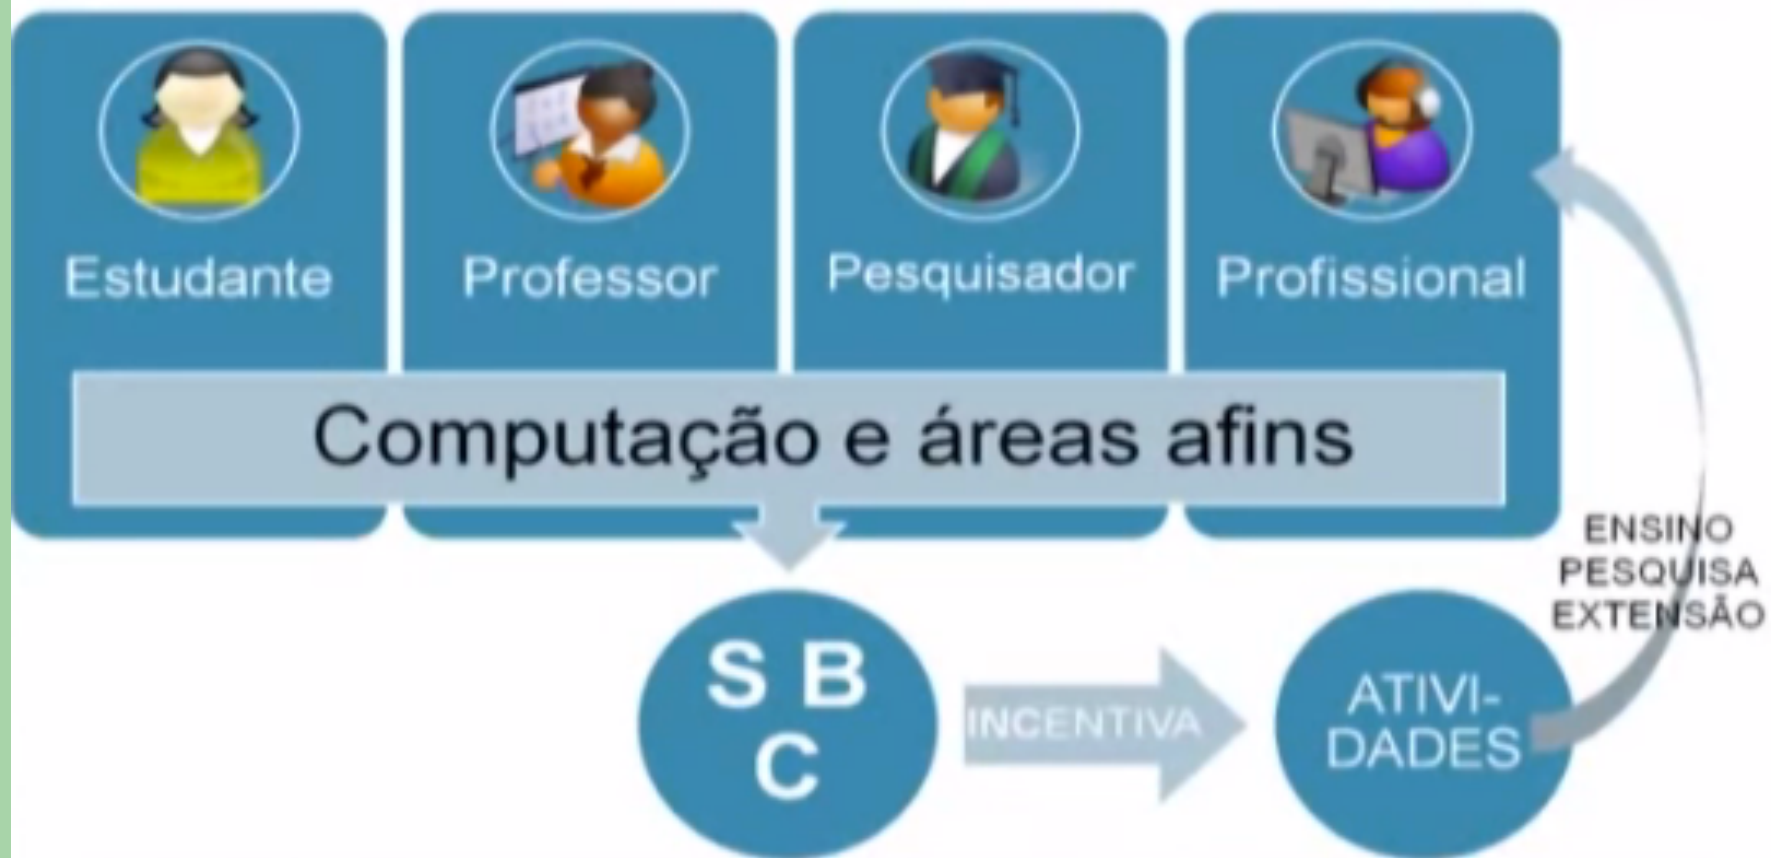 Estudante
Professor
Pesquisador
Profissional
Computação e áreas afins
S B
C
INCENTIVA
ATIVI-
DADES
ENSINO
PESQUISA
EXTENSÃO